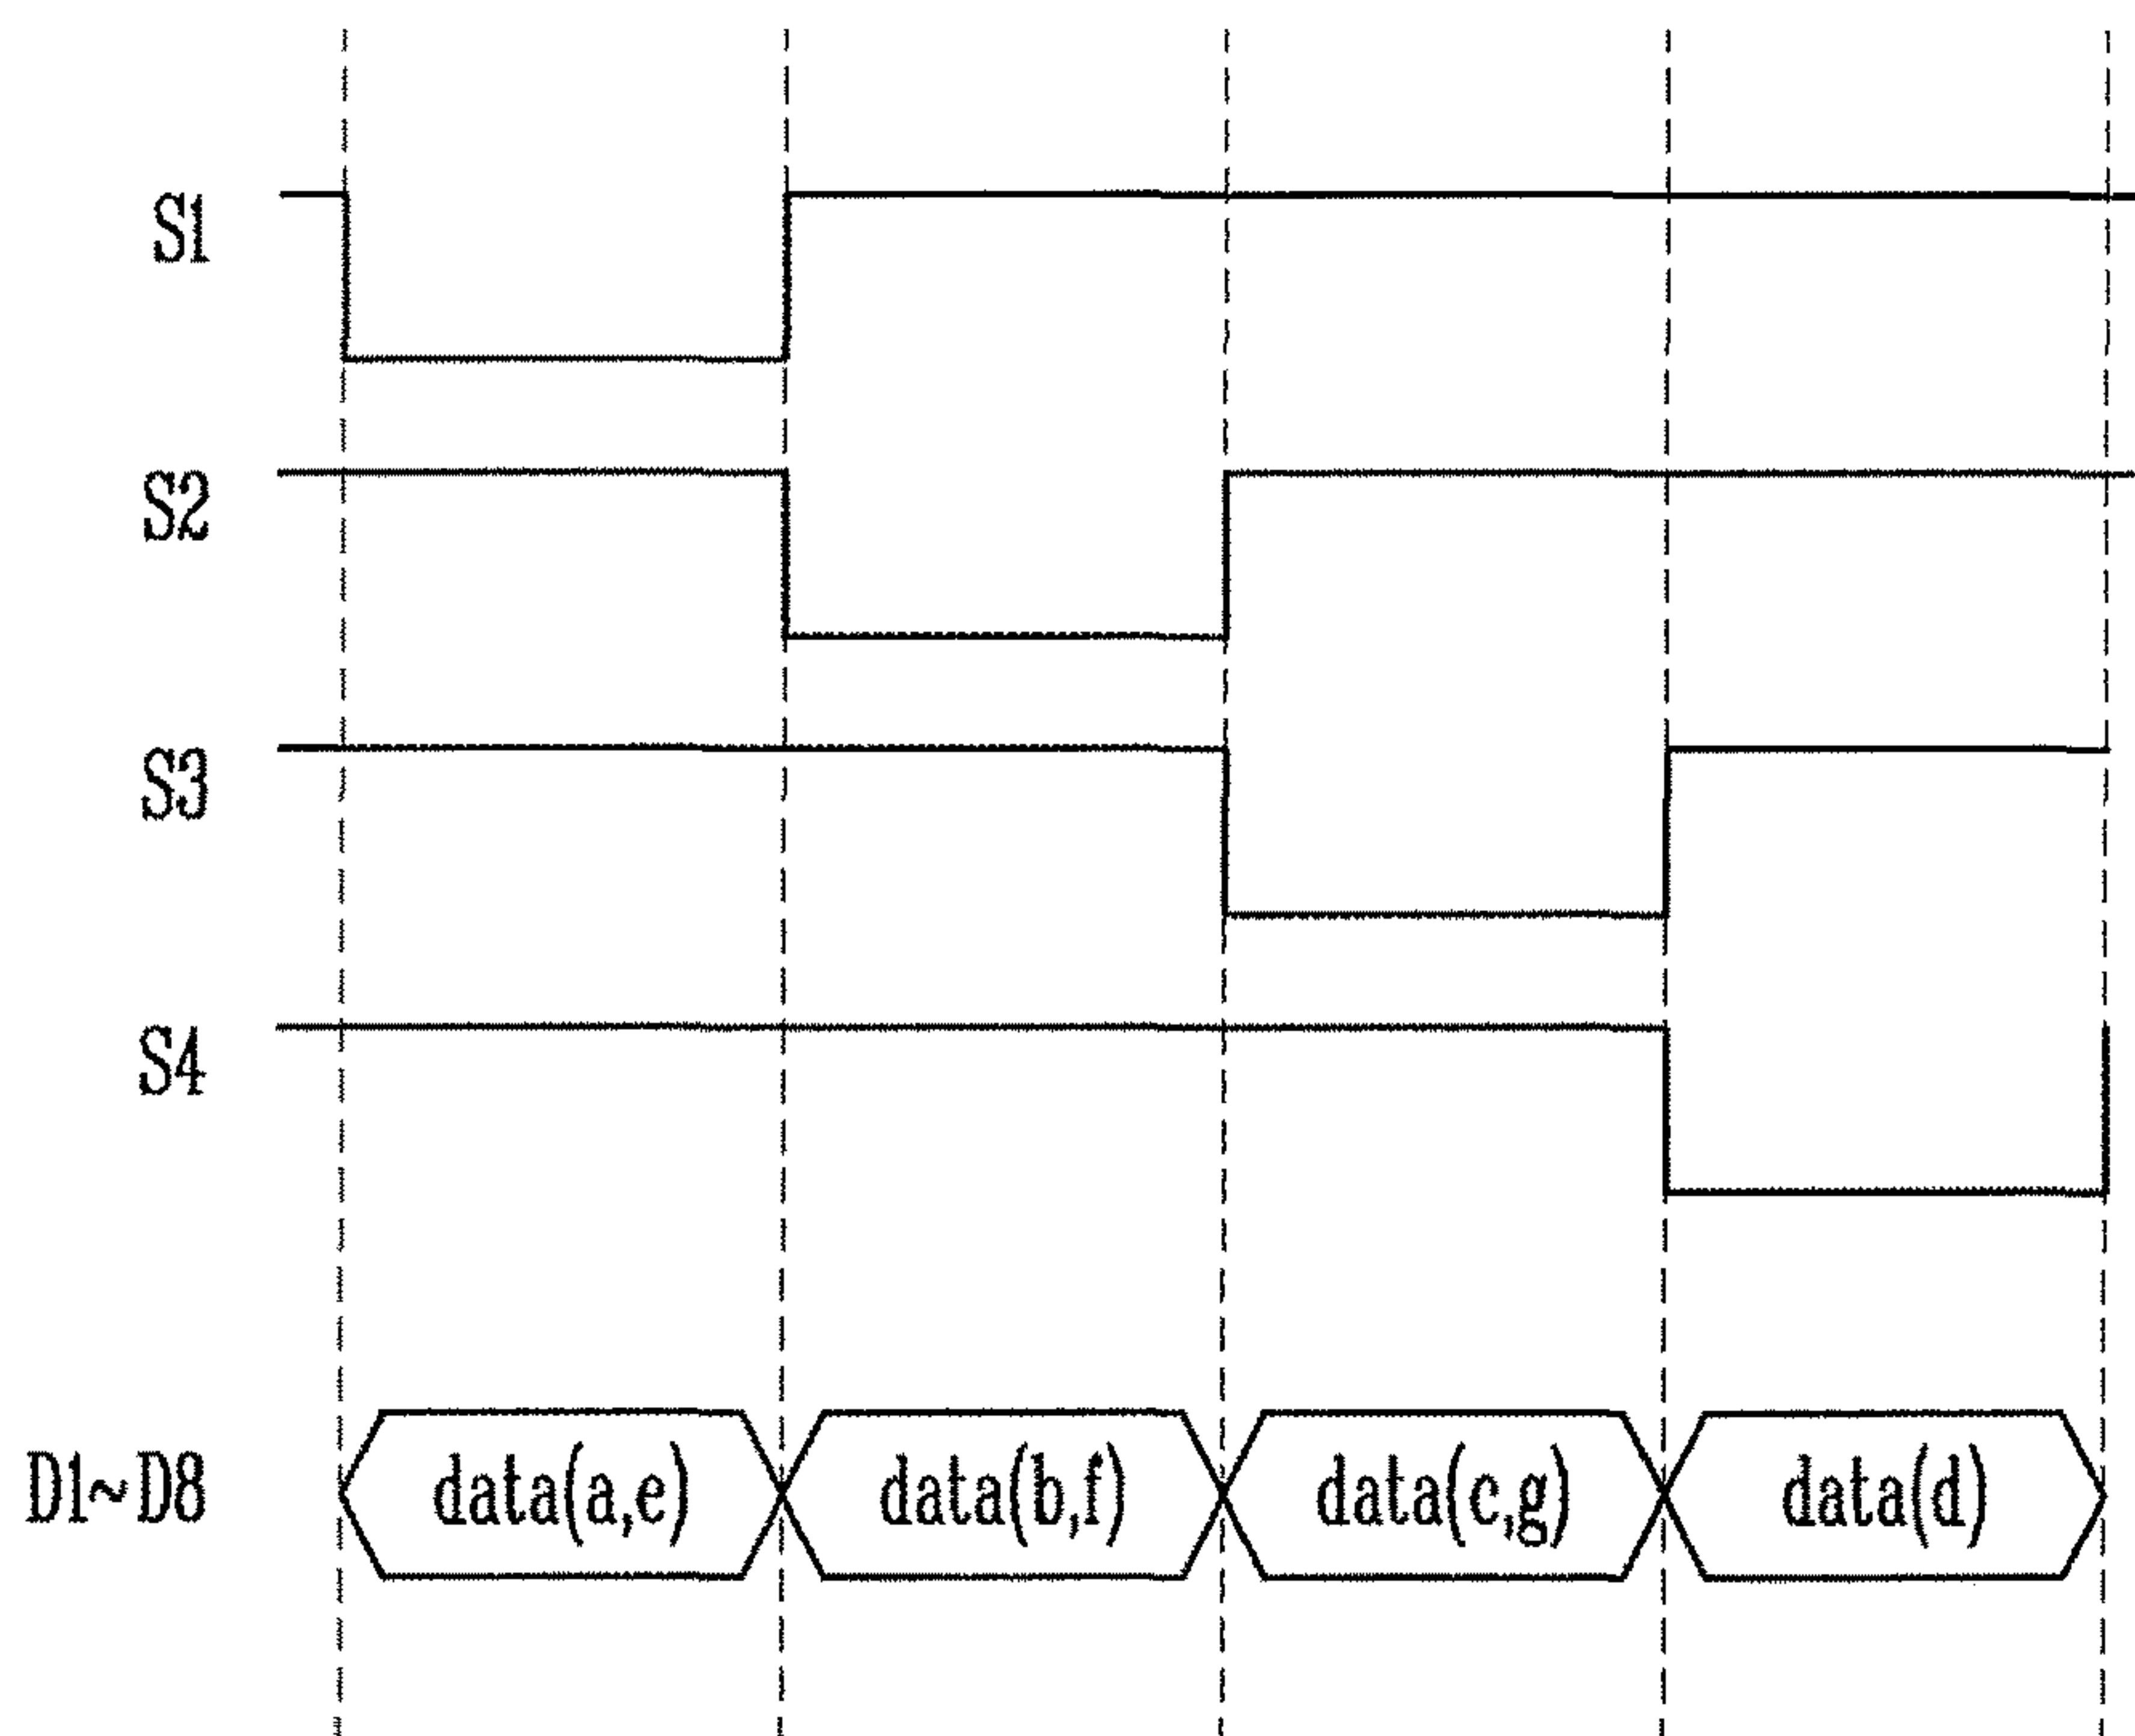 S1
S2
S3
S4
D1~D8 data(a,e) data(b,f) data(c,g) data(d)